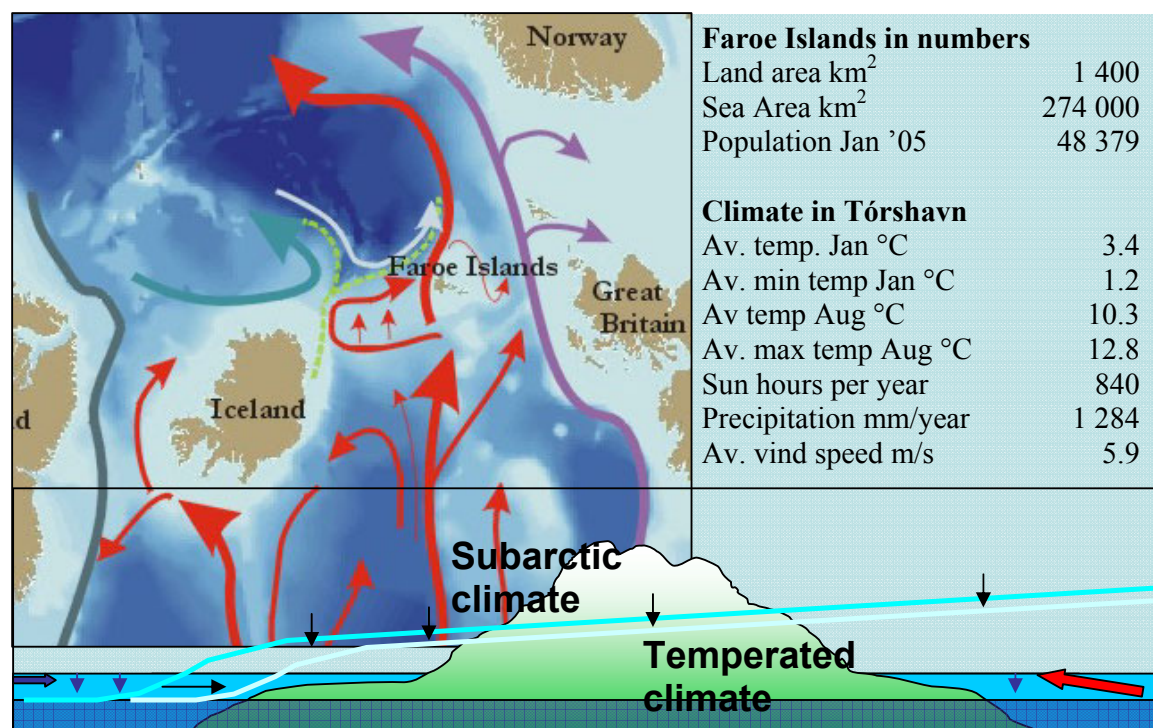 Norway
Faroe Islands
Great
Britain
Iceland
d
Faroe Islands in numbers
Land area km² 1 400
Sea Area km² 274 000
Population Jan ’05 48 379
Climate in Tórshavn
Av. temp. Jan °C 3.4
Av. min temp Jan °C 1.2
Av temp Aug °C 10.3
Av. max temp Aug °C 12.8
Sun hours per year 840
Precipitation mm/year 1 284
Av. vind speed m/s 5.9
Subarctic
climate
Temperated
climate